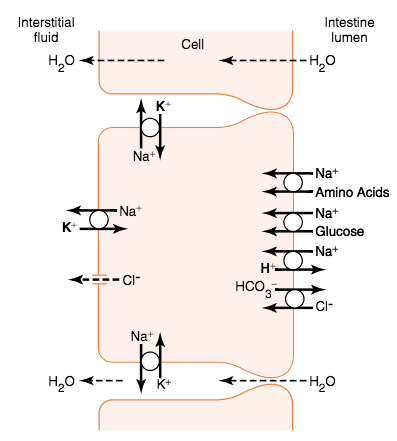 Interstitial
fluid
Intestine
lumen
Cell
H₂O
H₂O
K⁺
Na⁺
Na⁺
Amino Acids
Na⁺
K⁺
Na⁺
Glucose
Na⁺
H⁺
Cl⁻
HCO₃⁻
Cl⁻
Na⁺
K⁺
H₂O
H₂O